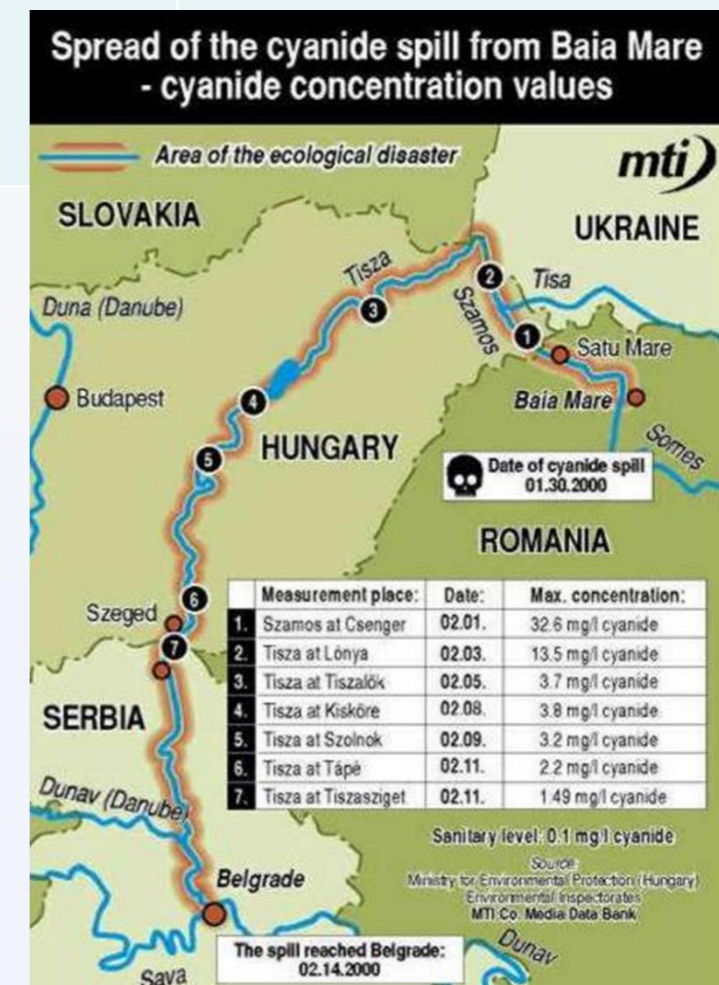 Spread of the cyanide spill from Baia Mare
- cyanide concentration values
Area of the ecological disaster
mti
SLOVAKIA
UKRAINE
Tisza
Tisa
Duna (Danube)
Szamos
2
3
1
Satu Mare
Budapest
4
Baia Mare
HUNGARY
Somes
5
Date of cyanide spill
01.30.2000
ROMANIA
6
Szeged
7
SERBIA
Measurement place: Date: Max. concentration:
1. Szamos at Csenger 02.01. 32.6 mg/l cyanide
2. Tisza at Lónya 02.03. 13.5 mg/l cyanide
3. Tisza at Tiszalök 02.05. 3.7 mg/l cyanide
4. Tisza at Kisköre 02.08. 3.8 mg/l cyanide
5. Tisza at Szolnok 02.09. 3.2 mg/l cyanide
6. Tisza at Tápé 02.11. 2.2 mg/l cyanide
7. Tisza at Tiszasziget 02.11. 1.49 mg/l cyanide
Dunav (Danube)
Sanitary level: 0.1 mg/l cyanide
Source:
Ministry for Environmental Protection (Hungary)
Environmental Inspectorates
MTI Co. Media Data Bank
Belgrade
The spill reached Belgrade:
02.14.2000
Dunav
Sava